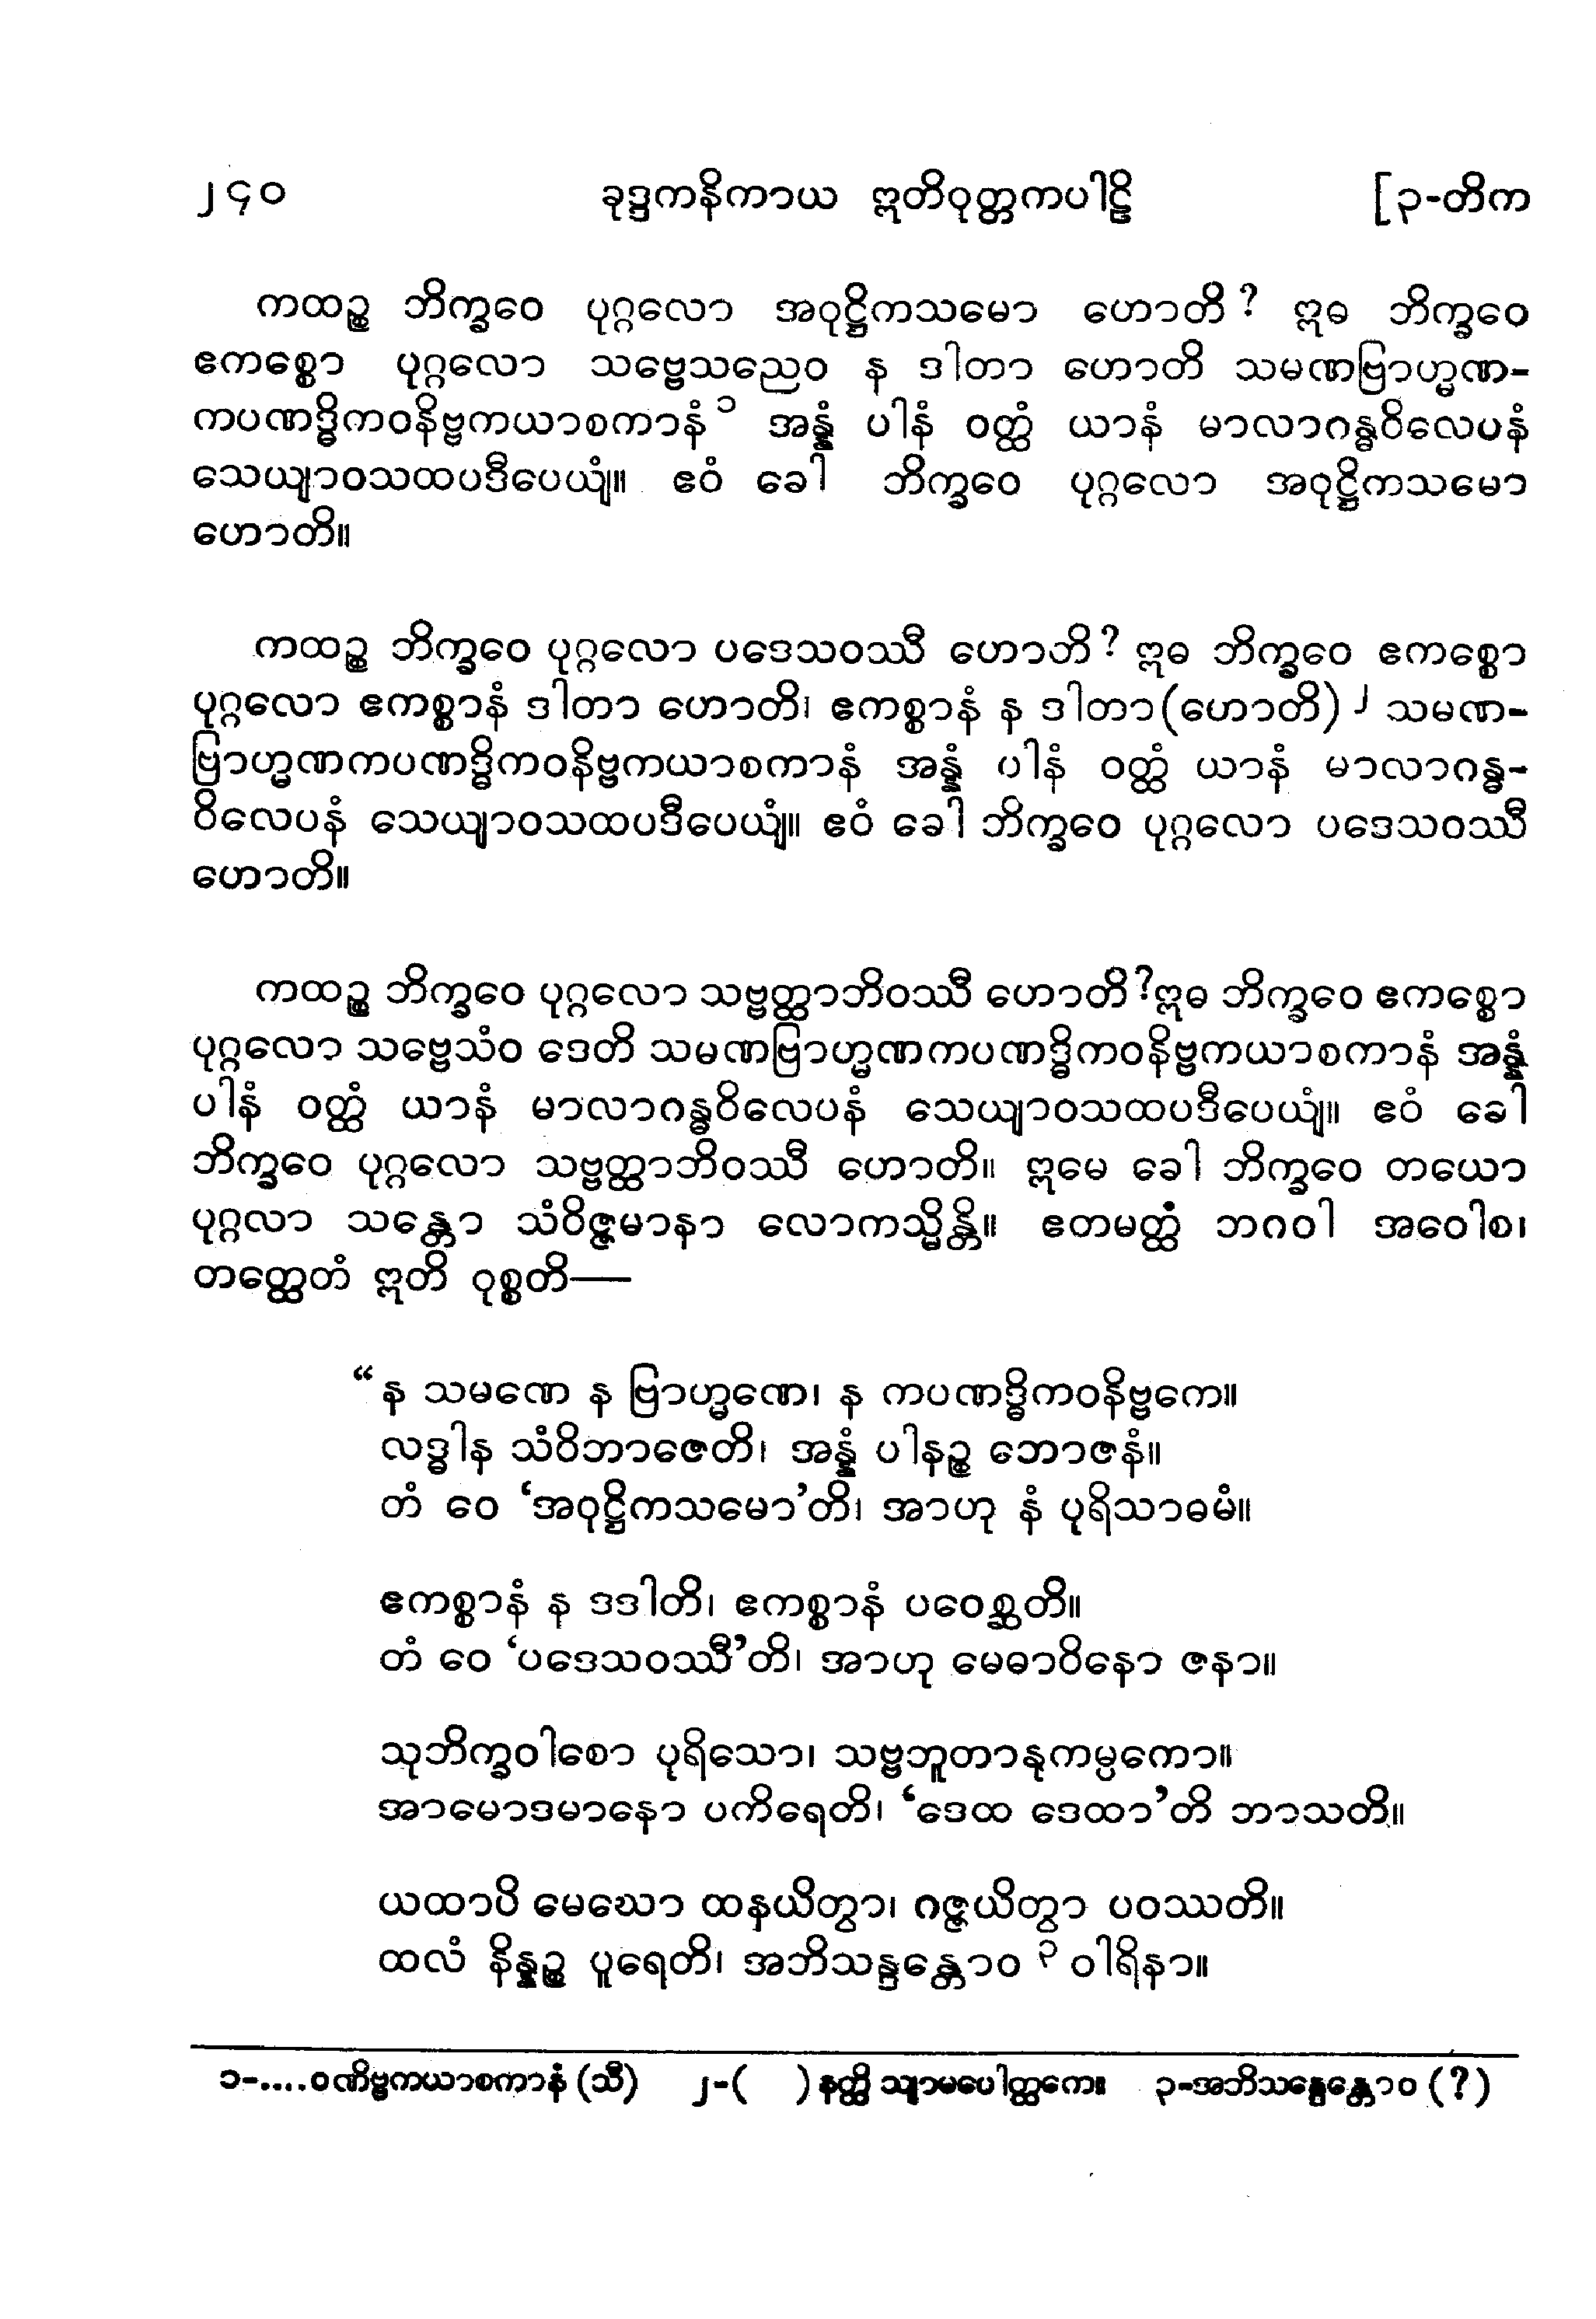 ၂၄၀ ခုဒ္ဒကနိကာယ ဣတိဝုတ္တကပါဠိ [၃-တိက
ကထဉ္စ ဘိက္ခဝေ ပုဂ္ဂလော အဝုဋ္ဌိကသမော ဟောတိ? ဣဓ ဘိက္ခဝေ
ဧကစ္စော ပုဂ္ဂလော သဗ္ဗေသညေဝ န ဒါတာ ဟောတိ သမဏဗြာဟ္မဏ-
ကပဏဒ္ဓိကဝနိဗ္ဗကယာစကာနံ ၁ အန္နံ ပါနံ ဝတ္ထံ ယာနံ မာလာဂန္ဓဝိလေပနံ
သေယျာဝသထပဒီပေယျံ။ ဧဝံ ခေါ ဘိက္ခဝေ ပုဂ္ဂလော အဝုဋ္ဌိကသမော
ဟောတိ။
ကထဉ္စ ဘိက္ခဝေ ပုဂ္ဂလော ပဒေသဝဿီ ဟောတိ? ဣဓ ဘိက္ခဝေ ဧကစ္စော
ပုဂ္ဂလော ဧကစ္စာနံ ဒါတာ ဟောတိ၊ ဧကစ္စာနံ န ဒါတာ(ဟောတိ) ၂ သမဏ-
ဗြာဟ္မဏကပဏဒ္ဓိကဝနိဗ္ဗကယာစကာနံ အန္နံ ပါနံ ဝတ္ထံ ယာနံ မာလာဂန္ဓ-
ဝိလေပနံ သေယျာဝသထပဒီပေယျံ။ ဧဝံ ခေါ ဘိက္ခဝေ ပုဂ္ဂလော ပဒေသဝဿီ
ဟောတိ။
ကထဉ္စ ဘိက္ခဝေ ပုဂ္ဂလော သဗ္ဗတ္ထာဘိဝဿီ ဟောတိ?ဣဓ ဘိက္ခဝေ ဧကစ္စော
ပုဂ္ဂလော သဗ္ဗေသံဝ ဒေတိ သမဏဗြာဟ္မဏကပဏဒ္ဓိကဝနိဗ္ဗကယာစကာနံ အန္နံ
ပါနံ ဝတ္ထံ ယာနံ မာလာဂန္ဓဝိလေပနံ သေယျာဝသထပဒီပေယျံ။ ဧဝံ ခေါ
ဘိက္ခဝေ ပုဂ္ဂလော သဗ္ဗတ္ထာဘိဝဿီ ဟောတိ။ ဣမေ ခေါ ဘိက္ခဝေ တယော
ပုဂ္ဂလာ သန္တော သံဝိဇ္ဇမာနာ လောကသ္မိန္တိ။ ဧတမတ္ထံ ဘဂဝါ အဝေါစ၊
တတ္ထေတံ ဣတိ ဝုစ္စတိ—
“န သမဏေ န ဗြာဟ္မဏေ၊ န ကပဏဒ္ဓိကဝနိဗ္ဗကေ။
လဒ္ဓါန သံဝိဘာဇေတိ၊ အန္နံ ပါနဉ္စ ဘောဇနံ။
တံ ဝေ ‘အဝုဋ္ဌိကသမော’တိ၊ အာဟု နံ ပုရိသာဓမံ။
ဧကစ္စာနံ န ဒဒါတိ၊ ဧကစ္စာနံ ပဝေစ္ဆတိ။
တံ ဝေ ‘ပဒေသဝဿီ’တိ၊ အာဟု မေဓာဝိနော ဇနာ။
သုဘိက္ခဝါစော ပုရိသော၊ သဗ္ဗဘူတာနုကမ္ပကော။
အာမောဒမာနော ပကိရေတိ၊ ‘ဒေထ ဒေထာ’တိ ဘာသတိ။
ယထာပိ မေဃော ထနယိတွာ၊ ဂဇ္ဇယိတွာ ပဝဿတိ။
ထလံ နိန္နဉ္စ ပူရေတိ၊ အဘိသန္ဒန္တောဝ ၃ ဝါရိနာ။
၁-....ဝဏိဗ္ဗကယာစကာနံ (သီ) ၂-( ) နတ္ထိ သျာမပေါတ္ထကေ။ ၃-အဘိသန္ဒေန္တောဝ (?)